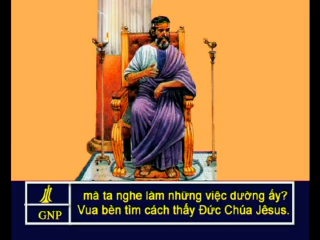 mà ta nghe làm những việc dường ấy?
Vua bèn tìm cách thấy Đức Chúa Jêsus.
GNP